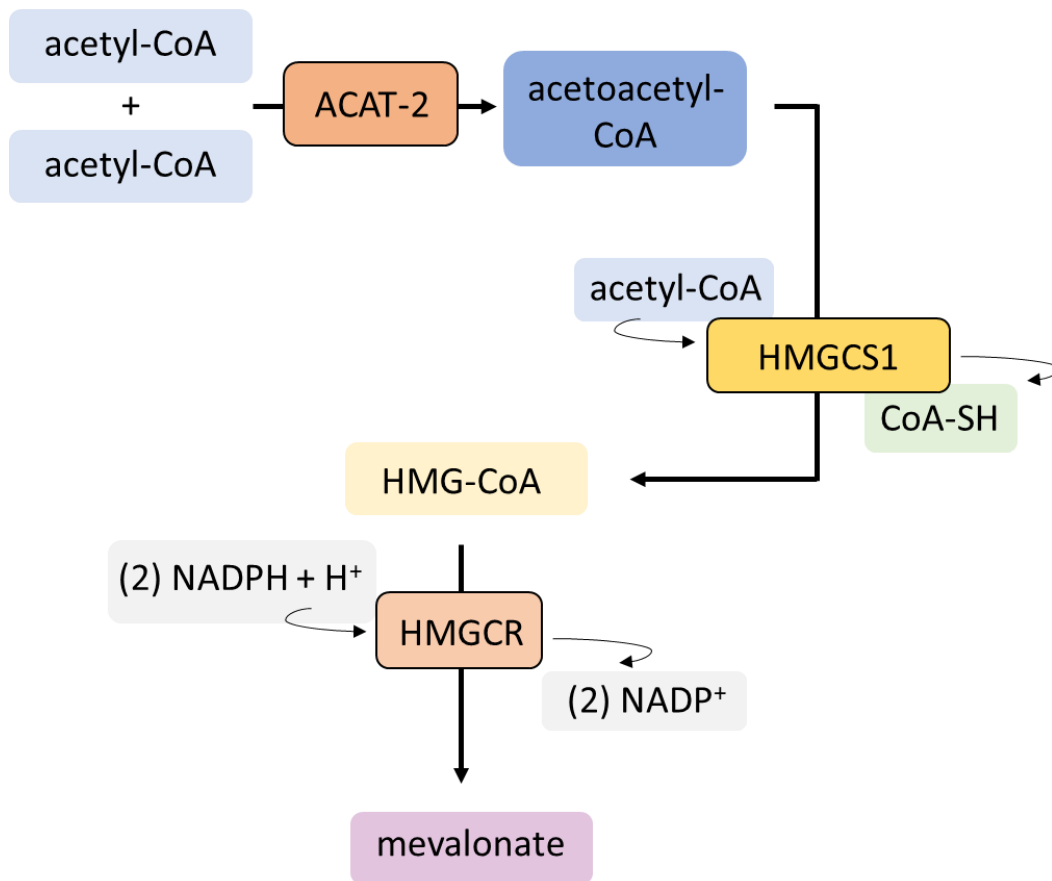 acetyl-CoA
+
acetyl-CoA
ACAT-2
acetoacetyl-
CoA
acetyl-CoA
HMGCS1
CoA-SH
HMG-CoA
(2) NADPH + H⁺
HMGCR
(2) NADP⁺
mevalonate